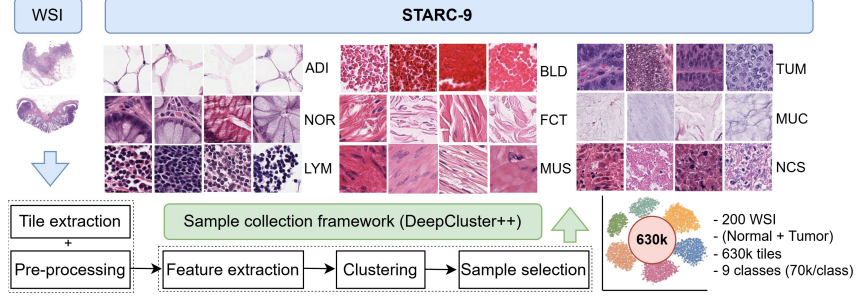 WSI
STARC-9
ADI
BLD
TUM
NOR
FCT
MUC
LYM
MUS
NCS
Tile extraction
+
Pre-processing
Sample collection framework (DeepCluster++)
Feature extraction
Clustering
Sample selection
630k
- 200 WSI
- (Normal + Tumor)
- 630k tiles
- 9 classes (70k/class)